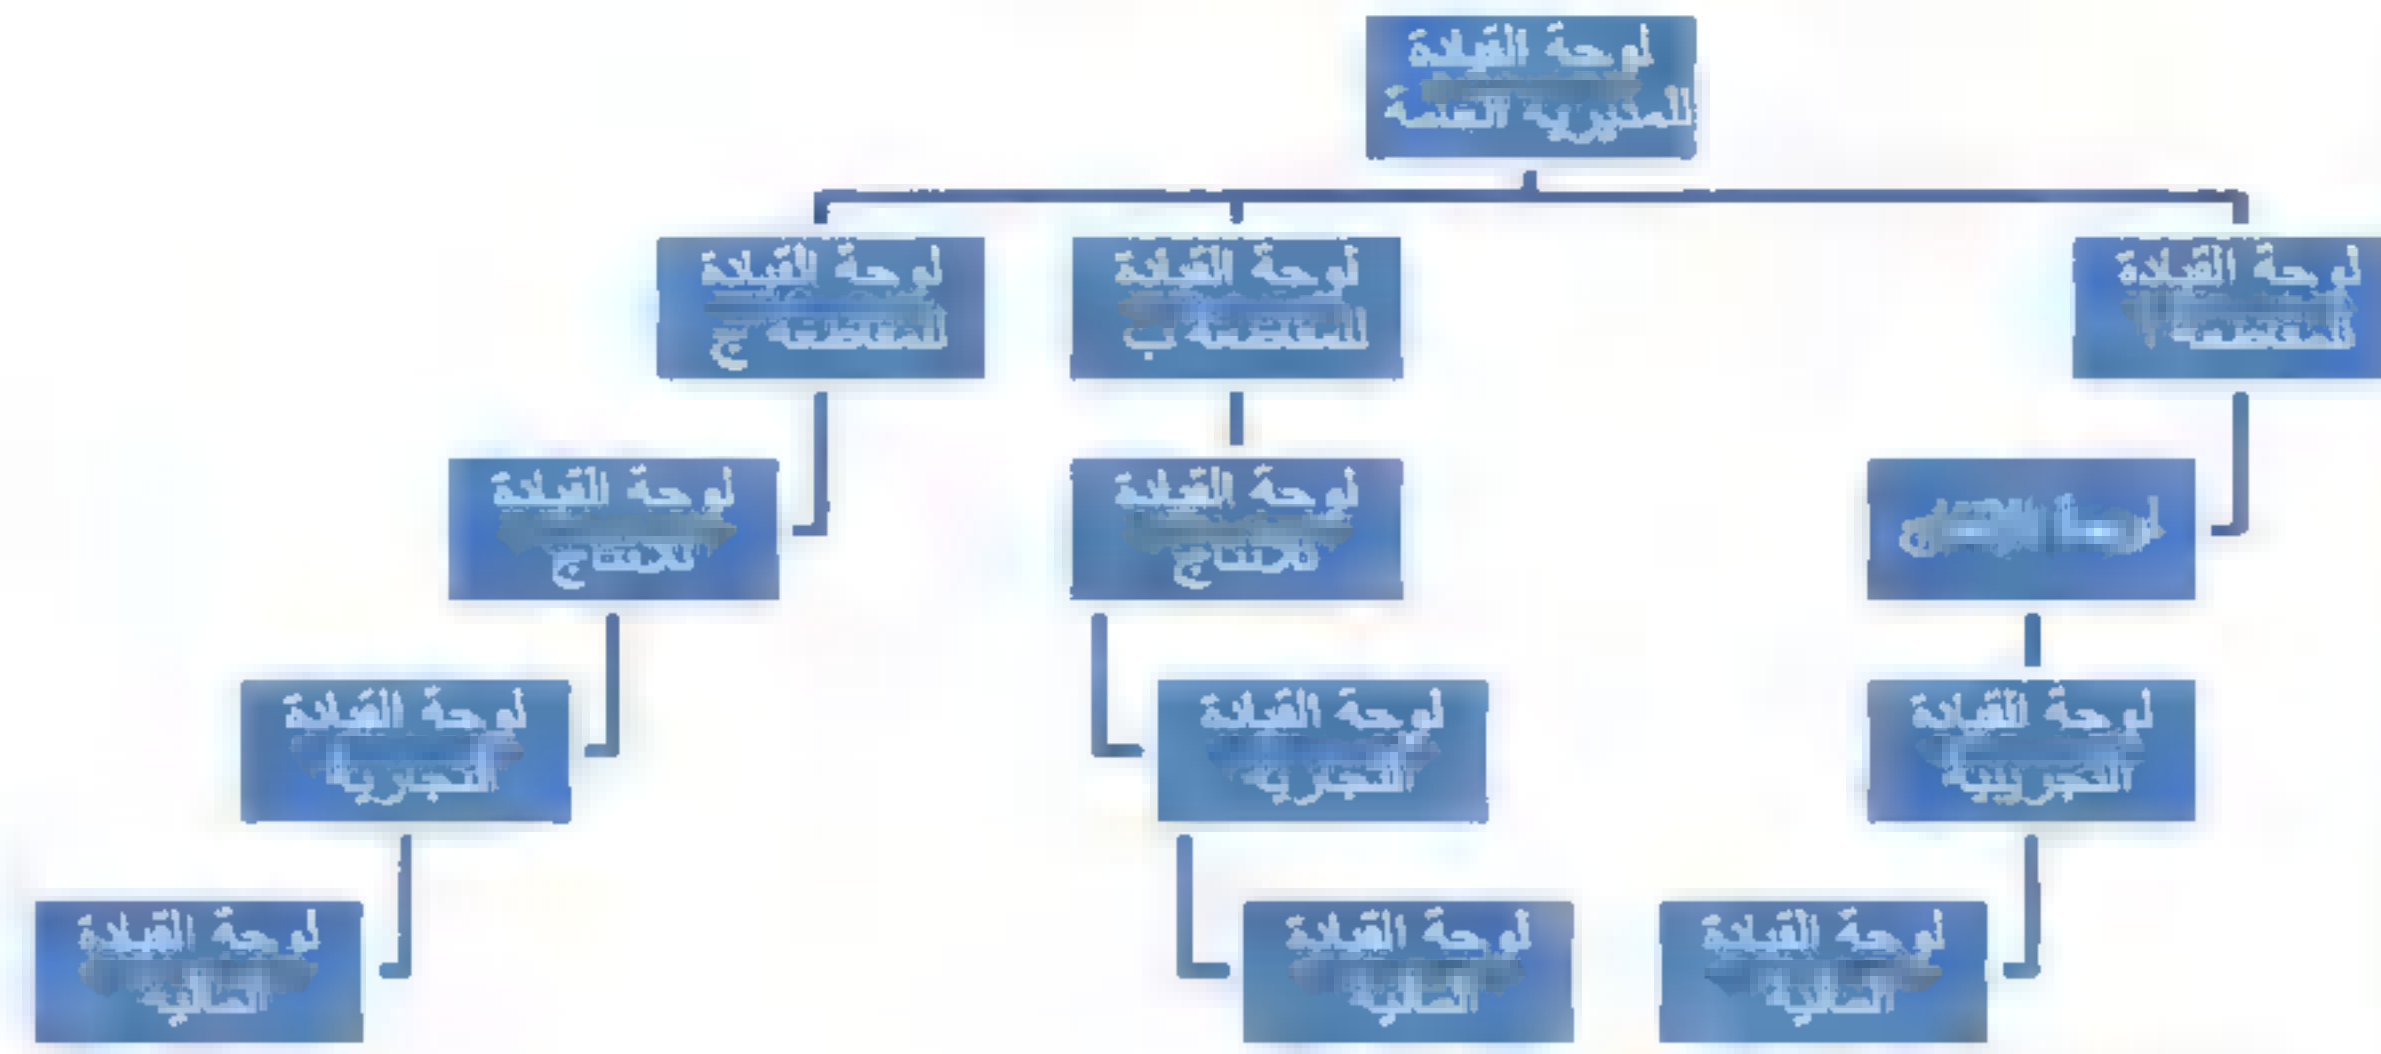 لوحة القيادة
للمديرية العامة
لوحة القيادة
للمقاطعة أ
لوحة القيادة
للمقاطعة ب
لوحة القيادة
للمقاطعة ج
لوحة القيادة
للإنتاج
لوحة القيادة
للإنتاج
لوحة القيادة
لوحة القيادة
التجارية
لوحة القيادة
التجارية
لوحة القيادة
المالية
لوحة القيادة
المالية
لوحة القيادة
المالية